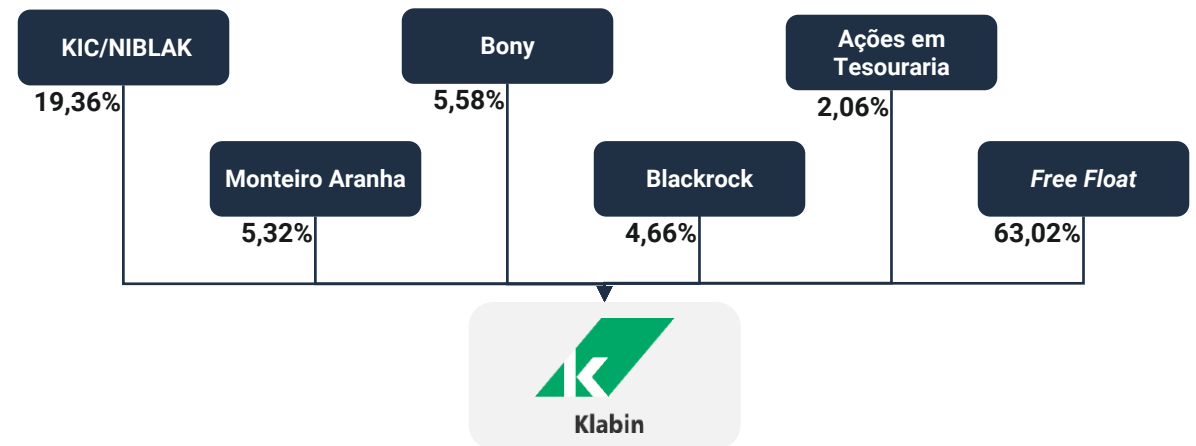 KIC/NIBLAK
19,36%
Bony
5,58%
Ações em
Tesouraria
2,06%
Monteiro Aranha
5,32%
Blackrock
4,66%
Free Float
63,02%
Klabin